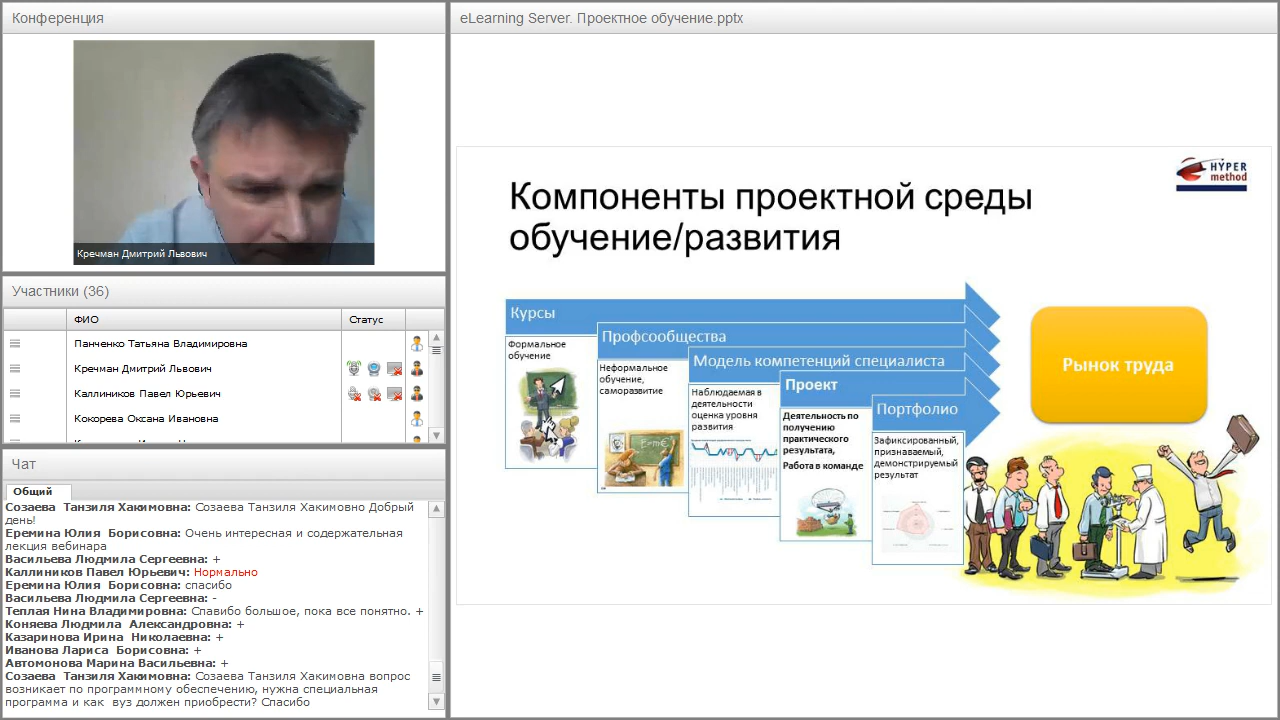 Конференция
Кречман Дмитрий Львович
Участники (36)
ФИО
Статус
Панченко Татьяна Владимировна
Кречман Дмитрий Львович
Каллиников Павел Юрьевич
Кокорева Оксана Ивановна
Чат
Общий
Созаева Танзиля Хакимовна: Созаева Танзиля Хакимовно Добрый
день!
Еремина Юлия Борисовна: Очень интересная и содержательная
лекция вебинара
Васильева Людмила Сергеевна: +
Каллиников Павел Юрьевич: Нормально
Еремина Юлия Борисовна: спасибо
Васильева Людмила Сергеевна: -
Теплая Нина Владимировна: Спавибо большое, пока все понятно. +
Коняева Людмила Александровна: +
Казаринова Ирина Николаевна: +
Иванова Лариса Борисовна: +
Автомонова Марина Васильевна: +
Созаева Танзиля Хакимовна: Созаева Танзиля Хакимовна вопрос
возникает по программному обеспечению, нужна специальная
программа и как вуз должен приобрести? Спасибо
eLearning Server. Проектное обучение.pptx
HYPER
method
Компоненты проектной среды
обучение/развития
Курсы
Формальное
обучение
Профсообщества
Неформальное
обучение,
саморазвитие
E=mc²
Модель компетенций специалиста
Наблюдаемая в
деятельности
оценка уровня
развития
Проект
Деятельность по
получению
практического
результата,
Работа в команде
Портфолио
Зафиксированный,
признаваемый,
демонстрируемый
результат
Рынок труда